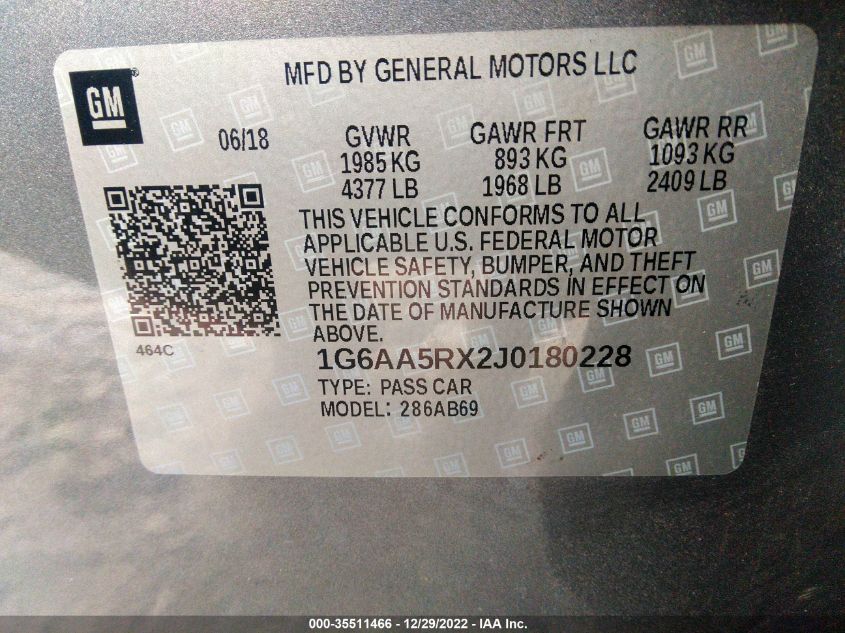 GM
MFD BY GENERAL MOTORS LLC
06/18 GVWR GAWR FRT GAWR RR
1985 KG 893 KG 1093 KG
4377 LB 1968 LB 2409 LB
THIS VEHICLE CONFORMS TO ALL
APPLICABLE U.S. FEDERAL MOTOR
VEHICLE SAFETY, BUMPER, AND THEFT
PREVENTION STANDARDS IN EFFECT ON
THE DATE OF MANUFACTURE SHOWN
ABOVE.
464C
1G6AA5RX2J0180228
TYPE: PASS CAR
MODEL: 286AB69
000-35511466 - 12/29/2022 - IAA Inc.